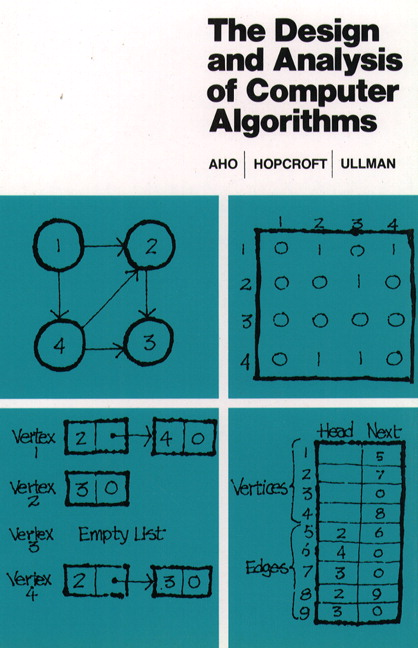 The Design
and Analysis
of Computer
Algorithms
AHO | HOPCROFT | ULLMAN
1 2
4 3
1 2 3 4
1 0 1 0 1
2 0 0 1 0
3 0 0 0 0
4 0 1 1 0
Vertex 2 4 0
1
Vertex 3 0
2
Vertex Empty List
3
Vertex 2 3 0
4
Head Next
Vertices
1 5
2 7
3 0
4 8
Edges
5 2 6
6 4 0
7 3 0
8 2 9
9 3 0